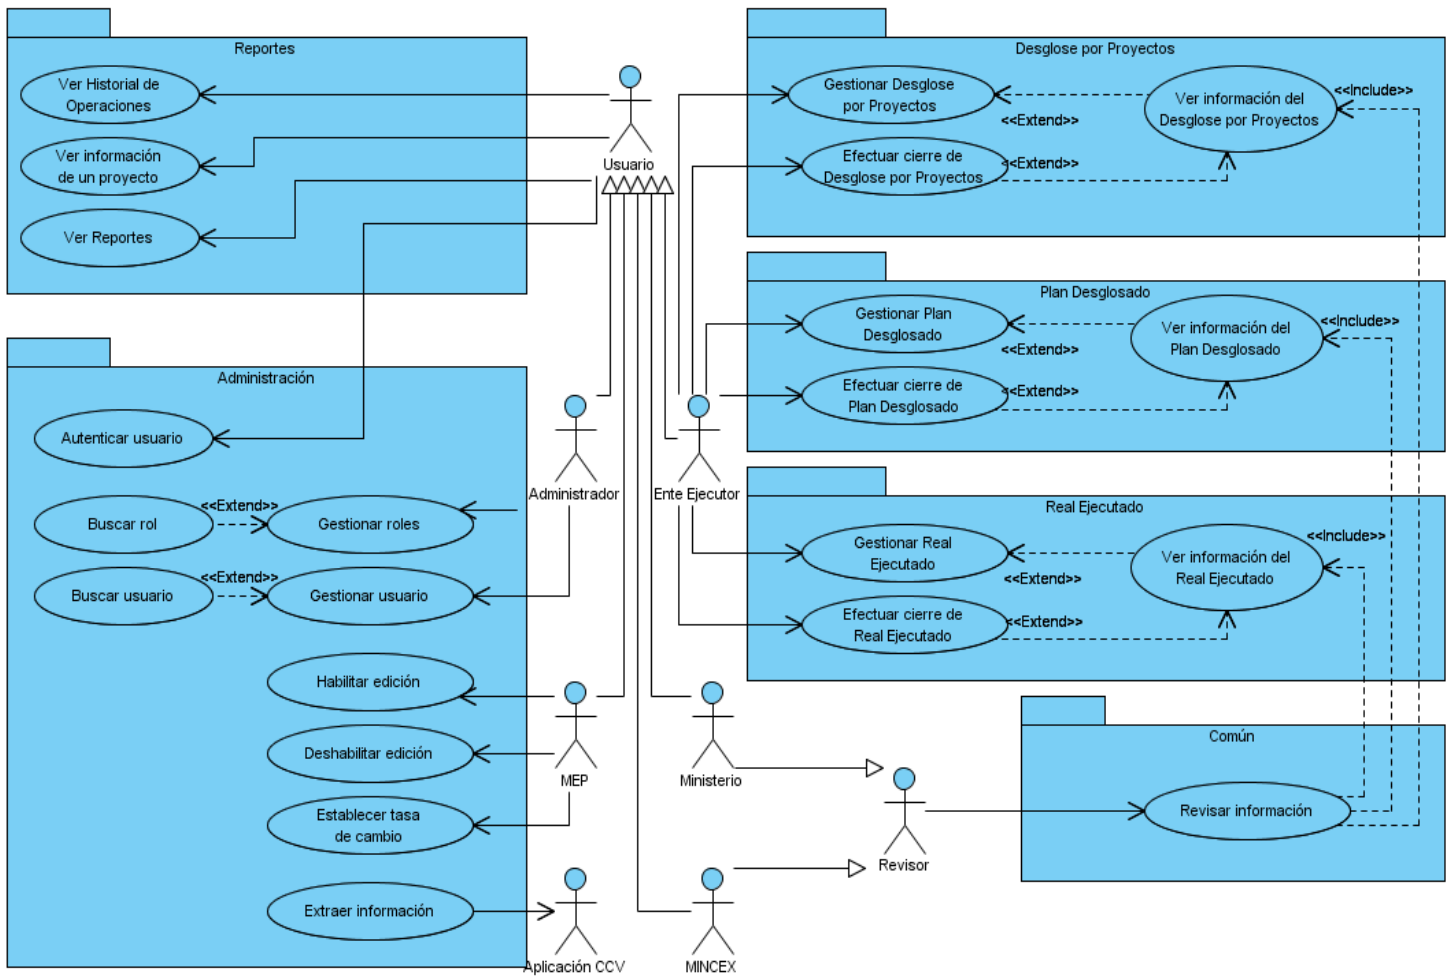 Reportes
Ver Historial de
Operaciones
Ver información
de un proyecto
Ver Reportes
Usuario
Desglose por Proyectos
Gestionar Desglose
por Proyectos
Ver información del
Desglose por Proyectos
<<Include>>
<<Extend>>
Efectuar cierre de
Desglose por Proyectos
<<Extend>>
Plan Desglosado
Gestionar Plan
Desglosado
Ver información del
Plan Desglosado
<<Include>>
<<Extend>>
Efectuar cierre de
Plan Desglosado
<<Extend>>
Administración
Autenticar usuario
Buscar rol
<<Extend>>
Gestionar roles
Buscar usuario
<<Extend>>
Gestionar usuario
Administrador
Ente Ejecutor
Real Ejecutado
Gestionar Real
Ejecutado
Ver información del
Real Ejecutado
<<Include>>
<<Extend>>
Efectuar cierre de
Real Ejecutado
<<Extend>>
Habilitar edición
Deshabilitar edición
Establecer tasa
de cambio
Extraer información
MEP
Ministerio
Revisor
Aplicación CCV
MINCEX
Común
Revisar información